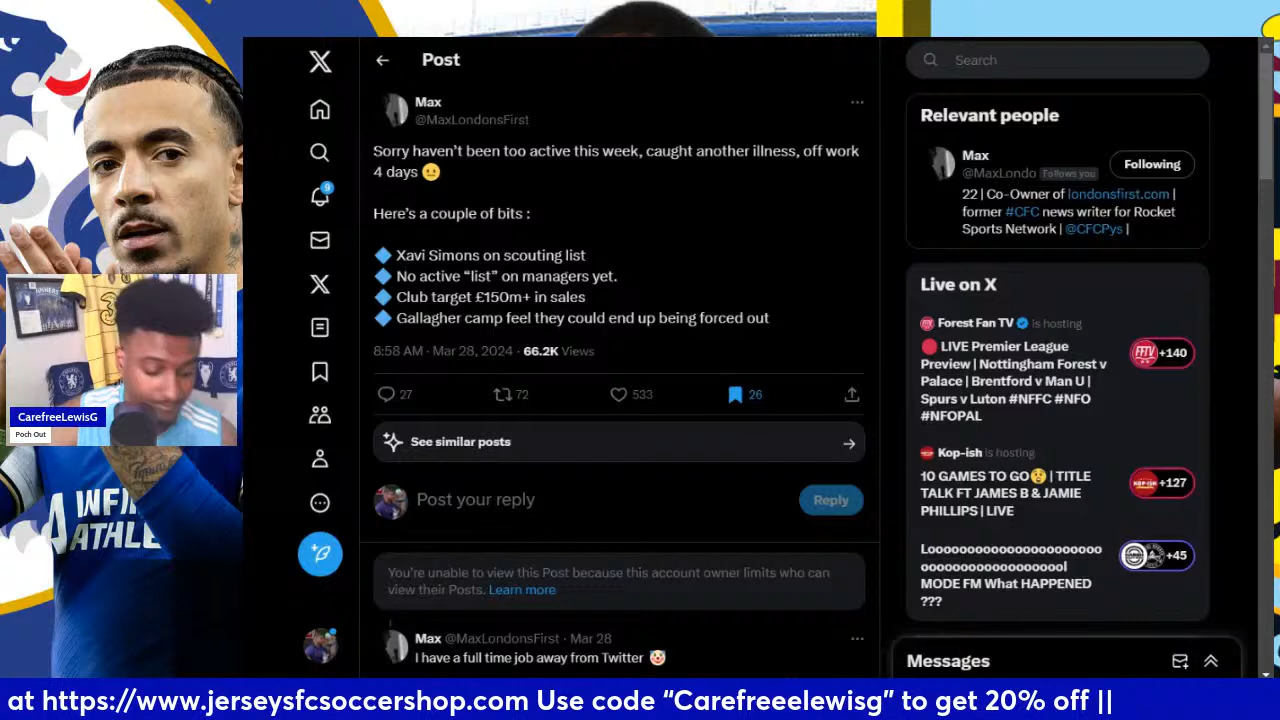 Post
Search
Max
@MaxLondonsFirst
Sorry haven't been too active this week, caught another illness, off work
4 days 😐
Here's a couple of bits :
🔷 Xavi Simons on scouting list
🔷 No active “list” on managers yet.
🔷 Club target £150m+ in sales
🔷 Gallagher camp feel they could end up being forced out
8:58 AM · Mar 28, 2024 · 66.2K Views
27 72 533 26
See similar posts
Post your reply
Reply
You're unable to view this Post because this account owner limits who can
view their Posts. Learn more
Max @MaxLondonsFirst · Mar 28
I have a full time job away from Twitter 🤡
Relevant people
Max
@MaxLondo Follows you
Following
22 | Co-Owner of londonsfirst.com |
former #CFC news writer for Rocket
Sports Network | @CFCPys |
Live on X
Forest Fan TV is hosting
🔴 LIVE Premier League
Preview | Nottingham Forest v
Palace | Brentford v Man U |
Spurs v Luton #NFFC #NFO
#NFOPAL
FFTV
+140
Kop-ish is hosting
10 GAMES TO GO😲 | TITLE
TALK FT JAMES B & JAMIE
PHILLIPS | LIVE
KOP-ISH
+127
Looooooooooooooooooooooo
oooooooooooooooooool
MODE FM What HAPPENED
???
+45
Messages
9
CarefreeLewisG
Poch Out
INFI
ATHLE
at https://www.jerseysfcsoccershop.com Use code “Carefreeelewisg” to get 20% off ||